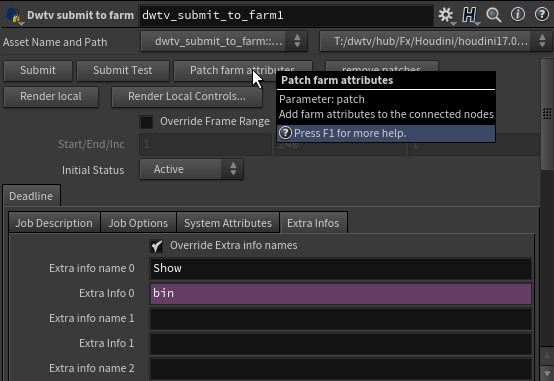 Dwtv submit to farm dwtv_submit_to_farm1
Asset Name and Path dwtv_submit_to_farm::... T:/dwtv/hub/Fx/Houdini/houdini17.0...
Submit Submit Test Patch farm attributes remove patches
Patch farm attributes
Render local Render Local Controls...
Parameter: patch
Add farm attributes to the connected nodes
Override Frame Range
Press F1 for more help.
Start/End/Inc 1 240 1
Initial Status Active
Deadline
Job Description Job Options System Attributes Extra Infos
Override Extra info names
Extra info name 0 Show
Extra Info 0 bin
Extra info name 1
Extra Info 1
Extra info name 2